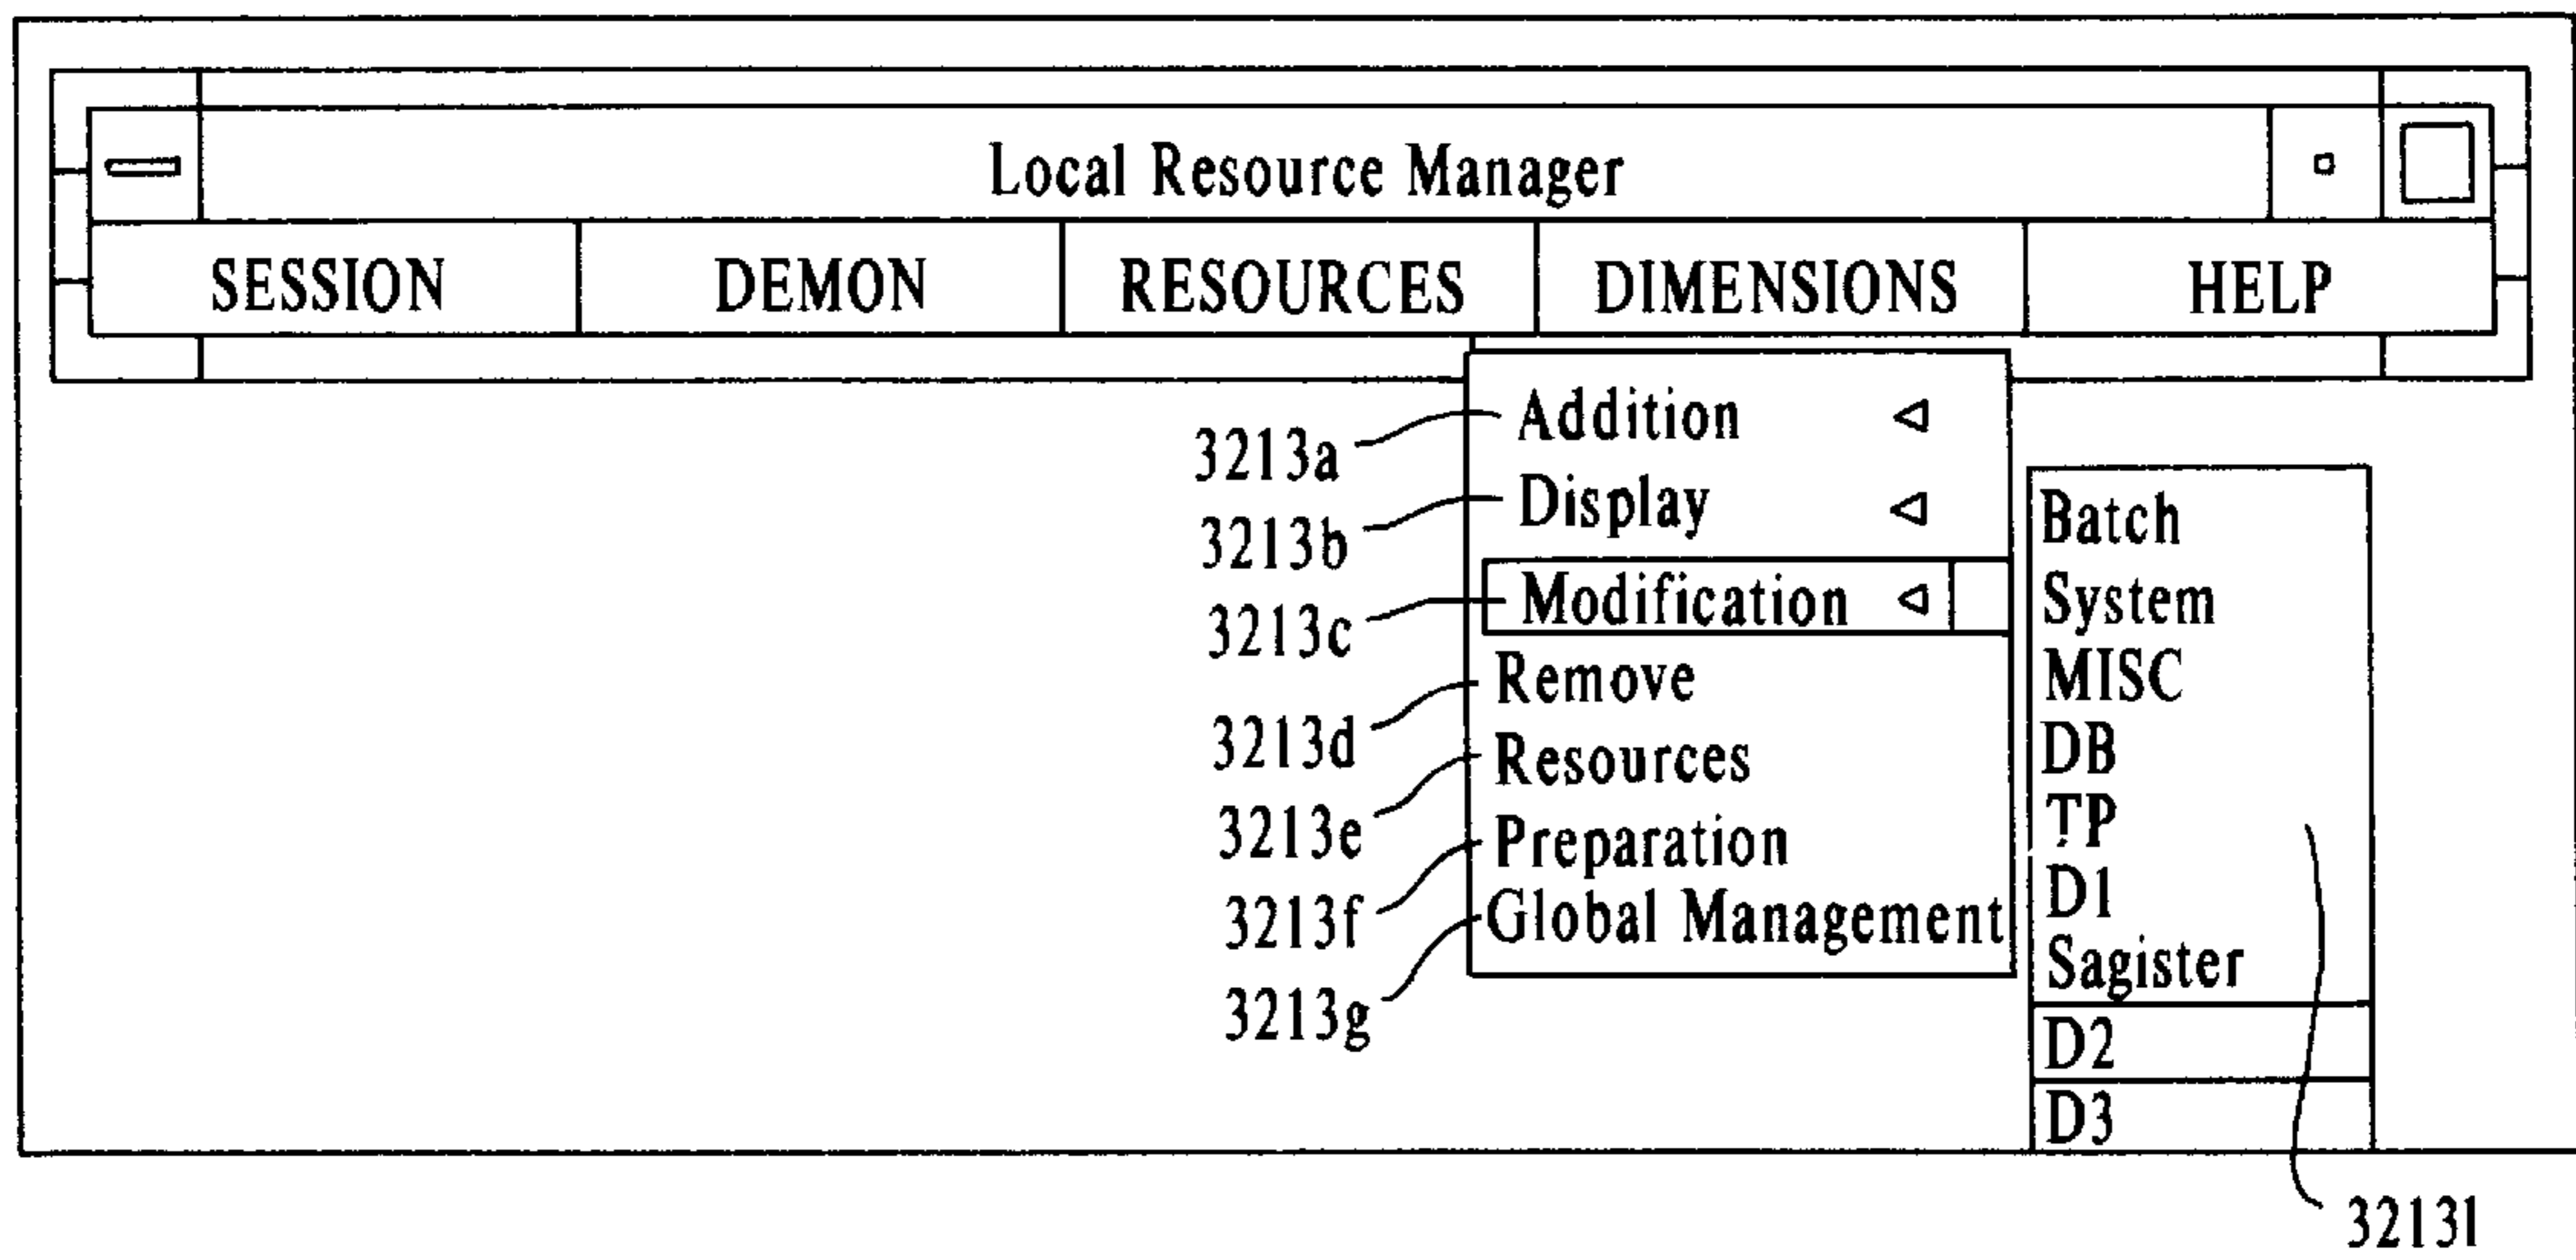 Local Resource Manager
SESSION DEMON RESOURCES DIMENSIONS HELP
3213a Addition
3213b Display
3213c Modification
3213d Remove
3213e Resources
3213f Preparation
3213g Global Management
Batch
System
MISC
DB
TP
D1
Sagister
D2
D3
3213l